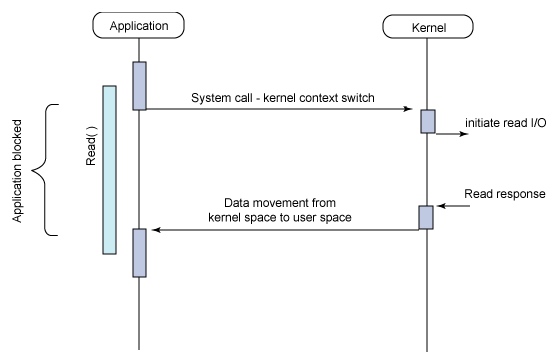 Application
Kernel
System call - kernel context switch
initiate read I/O
Application blocked
Read( )
Read response
Data movement from
kernel space to user space